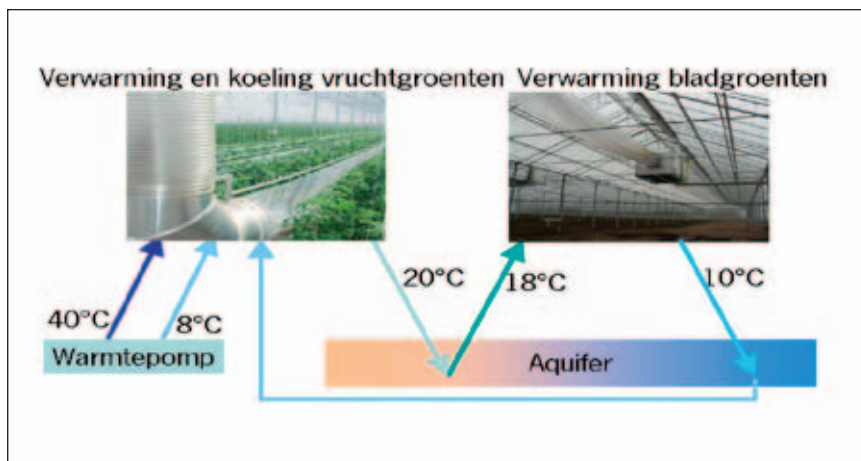 Verwarming en koeling vruchtgroenten
Verwarming bladgroenten
40°C
8°C
20°C
18°C
10°C
Warmtepomp
Aquifer